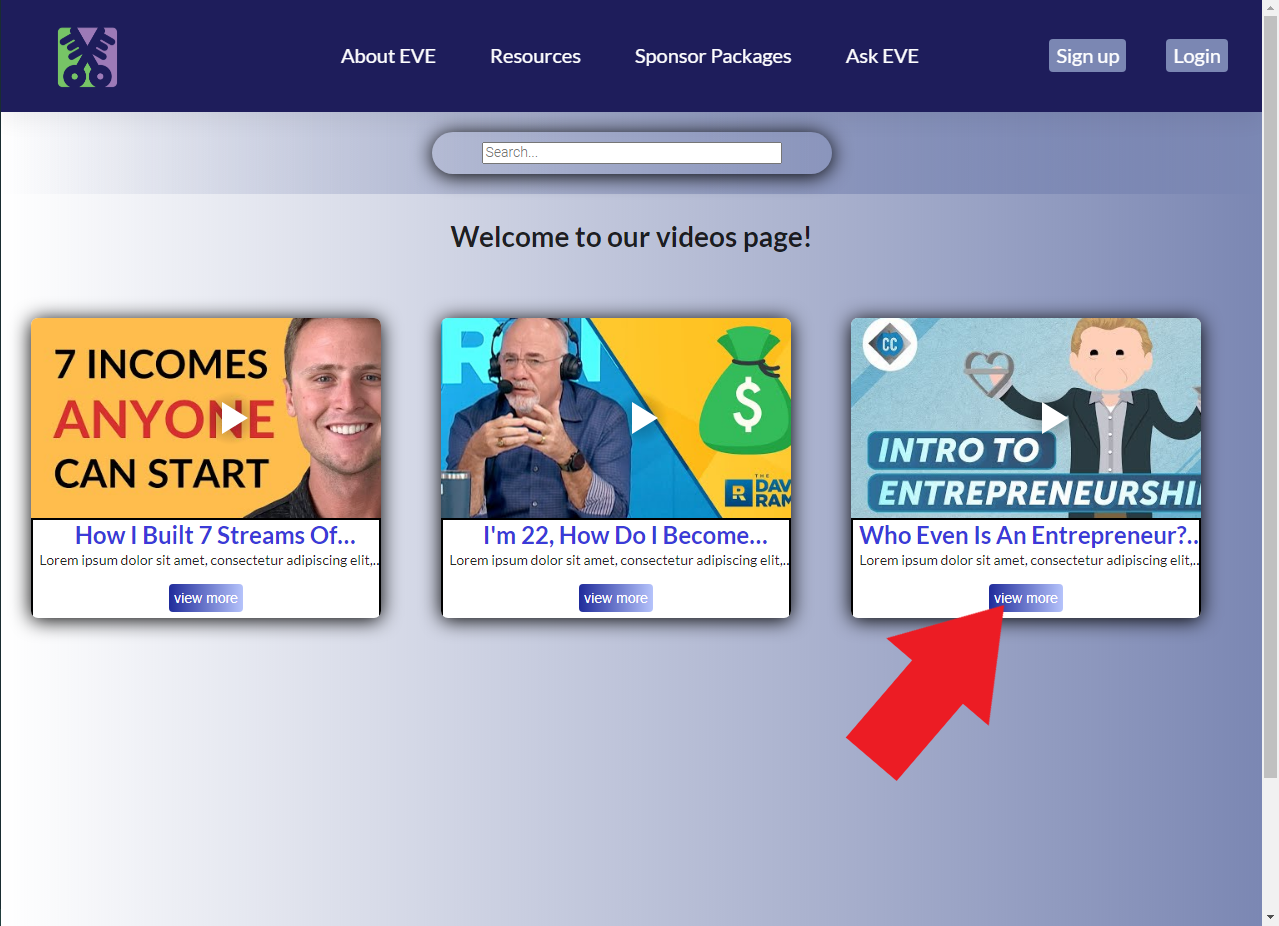 About EVE
Resources
Sponsor Packages
Ask EVE
Sign up
Login
Search...
Welcome to our videos page!
7 INCOMES
ANYONE
CAN START
How I Built 7 Streams Of...
Lorem ipsum dolor sit amet, consectetur adipiscing elit,..
view more
THE
DAV
RAM
I'm 22, How Do I Become...
Lorem ipsum dolor sit amet, consectetur adipiscing elit,..
view more
CC
INTRO TO
ENTREPRENEURSHI
Who Even Is An Entrepreneur?..
Lorem ipsum dolor sit amet, consectetur adipiscing elit,..
view more